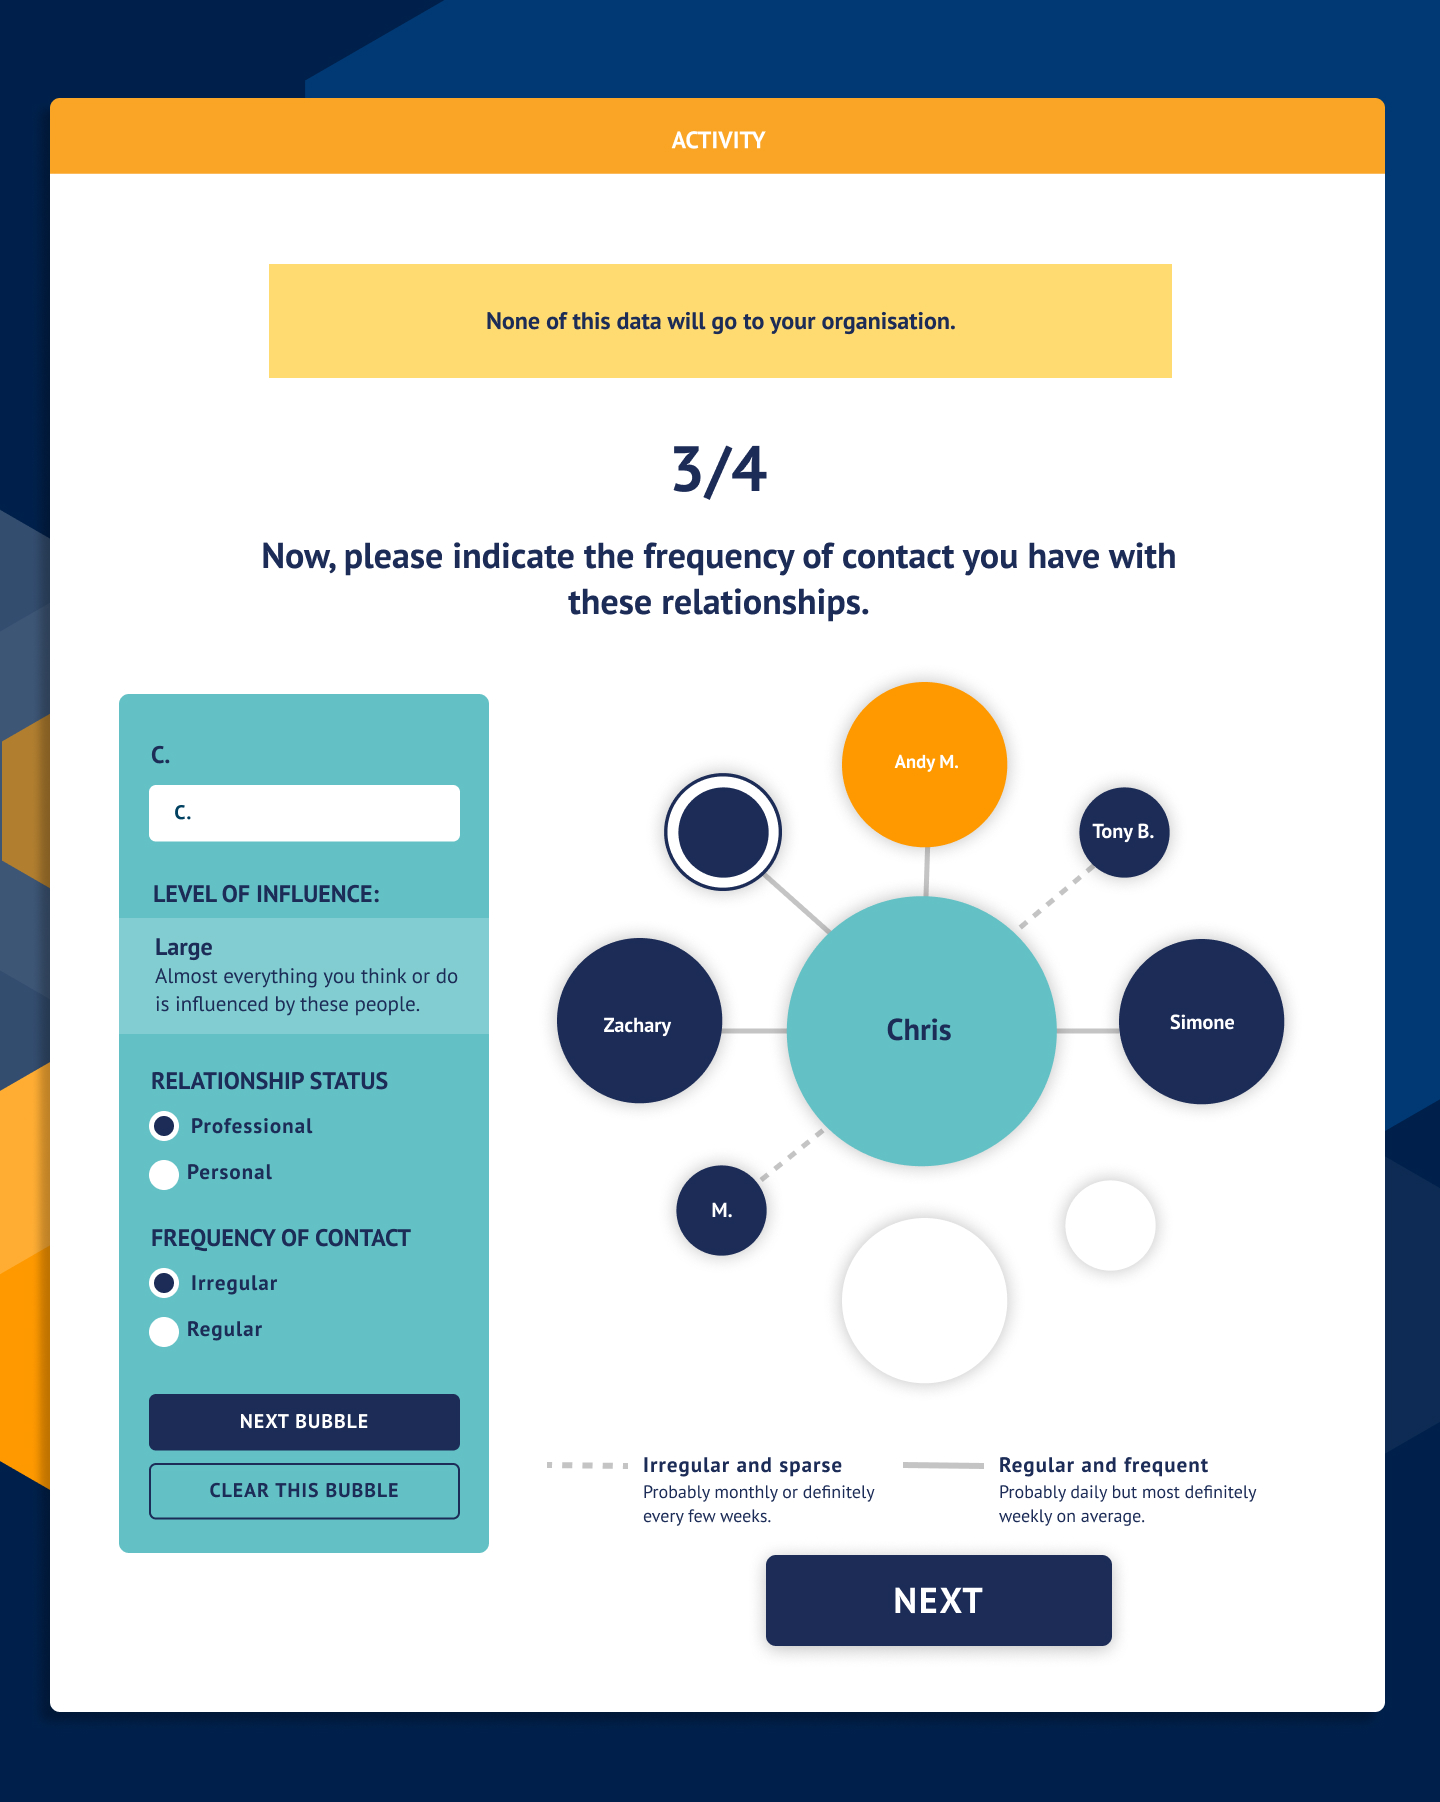 ACTIVITY
None of this data will go to your organisation.
3/4
Now, please indicate the frequency of contact you have with
these relationships.
C.
C.
LEVEL OF INFLUENCE:
Large
Almost everything you think or do
is influenced by these people.
RELATIONSHIP STATUS
Professional
Personal
FREQUENCY OF CONTACT
Irregular
Regular
NEXT BUBBLE
CLEAR THIS BUBBLE
Andy M.
Tony B.
Zachary
Chris
Simone
M.
Irregular and sparse
Probably monthly or definitely
every few weeks.
Regular and frequent
Probably daily but most definitely
weekly on average.
NEXT